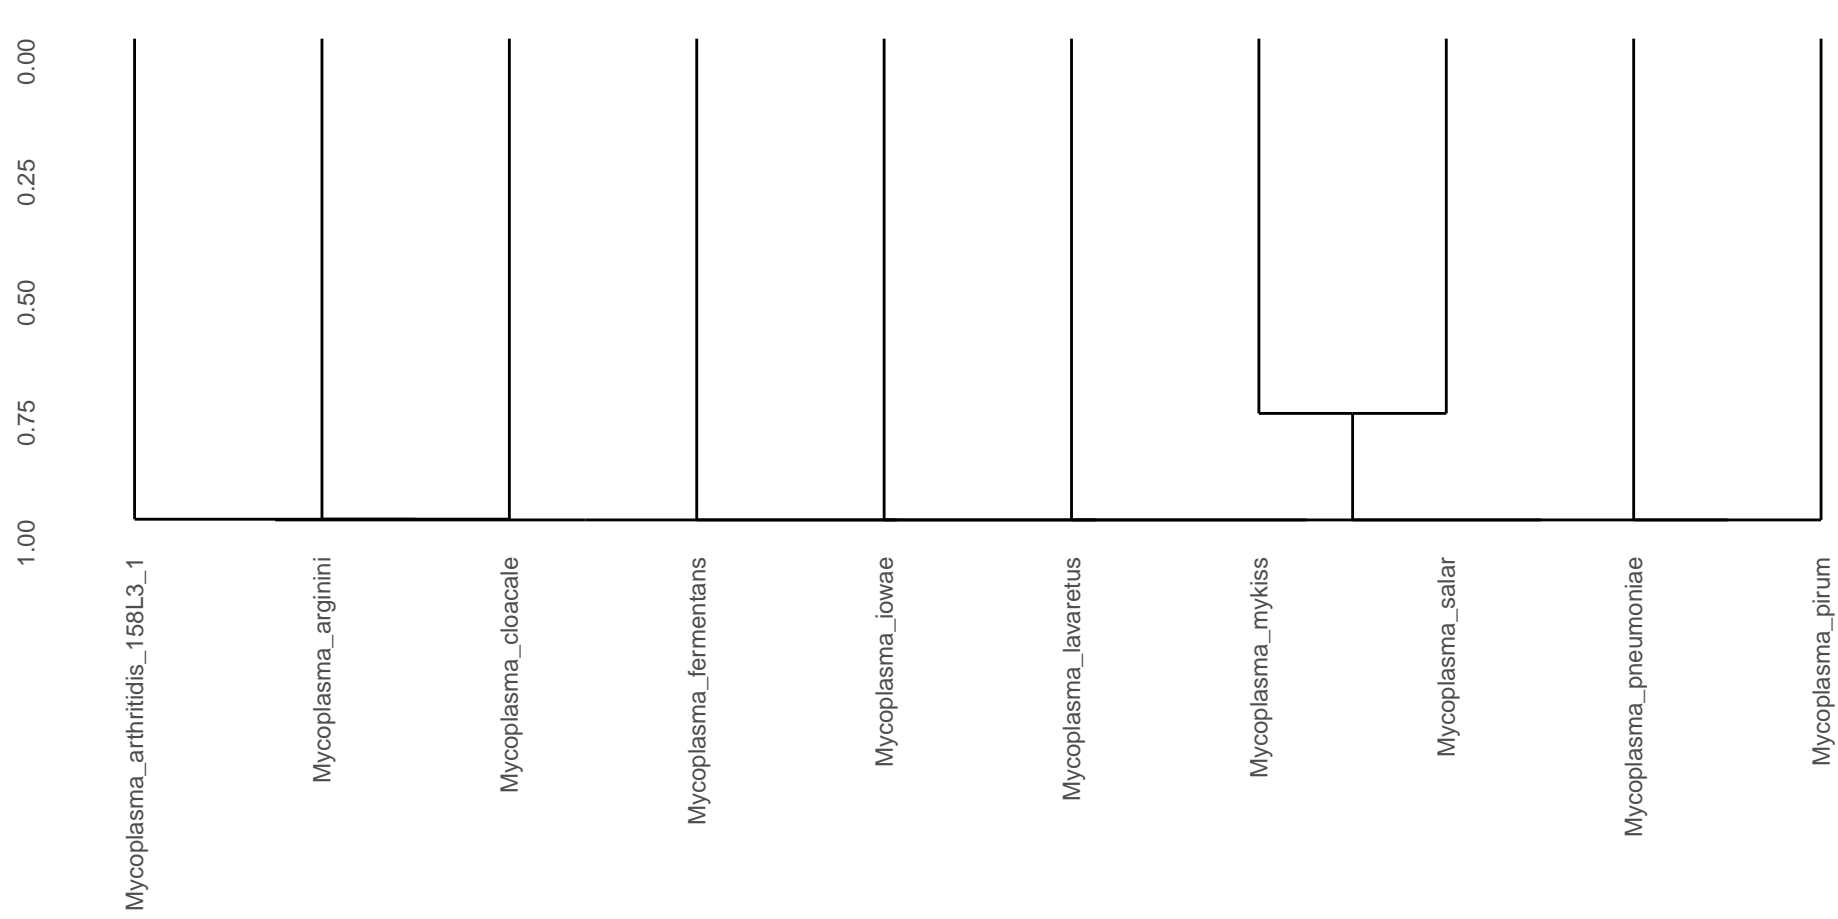 0.00
0.25
0.50
0.75
1.00
Mycoplasma_arthritidis_158L3_1
Mycoplasma_arginini
Mycoplasma_cloacale
Mycoplasma_fermentans
Mycoplasma_iowae
Mycoplasma_lavaretus
Mycoplasma_mykiss
Mycoplasma_salar
Mycoplasma_pneumoniae
Mycoplasma_pirum